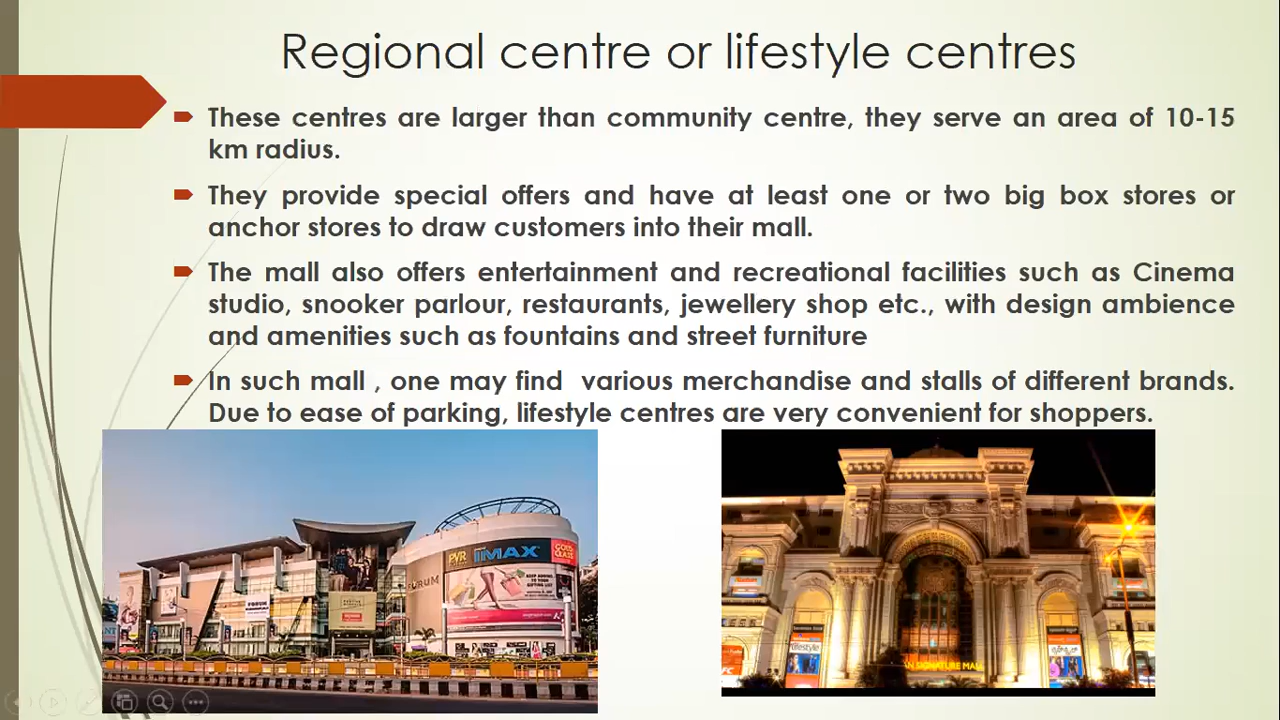 Regional centre or lifestyle centres
These centres are larger than community centre, they serve an area of 10-15
km radius.
They provide special offers and have at least one or two big box stores or
anchor stores to draw customers into their mall.
The mall also offers entertainment and recreational facilities such as Cinema
studio, snooker parlour, restaurants, jewellery shop etc., with design ambience
and amenities such as fountains and street furniture
In such mall , one may find various merchandise and stalls of different brands.
Due to ease of parking, lifestyle centres are very convenient for shoppers.
PVR IMAX GOLD CLASS
FORUM
FORUM
lifestyle
SIGNATURE MALL